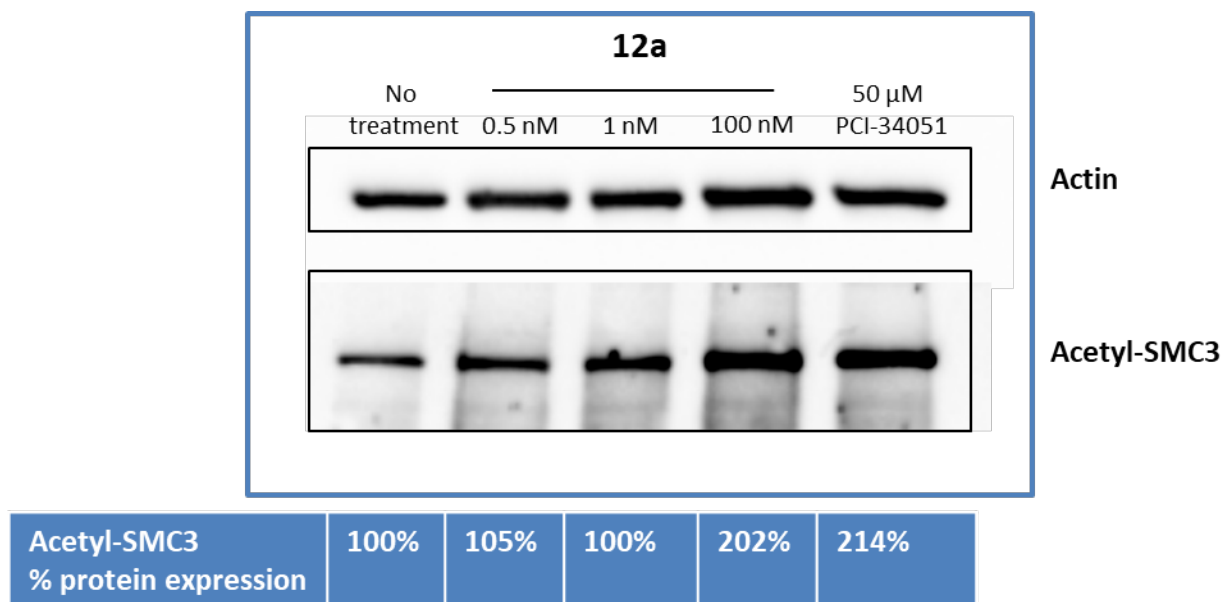 12a
No treatment 0.5 nM 1 nM 100 nM 50 µM PCI-34051
Actin
Acetyl-SMC3
Acetyl-SMC3 100% 105% 100% 202% 214%
% protein expression